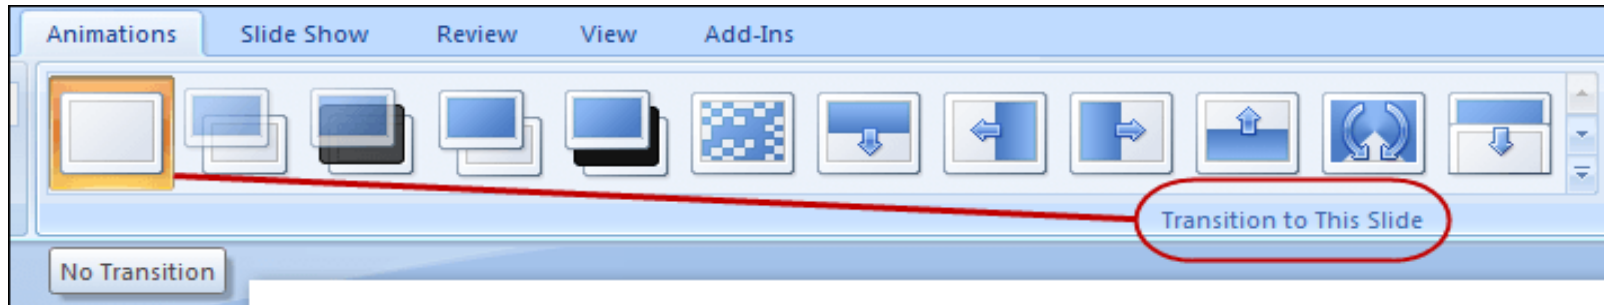 Animations Slide Show Review View Add-Ins
Transition to This Slide
No Transition